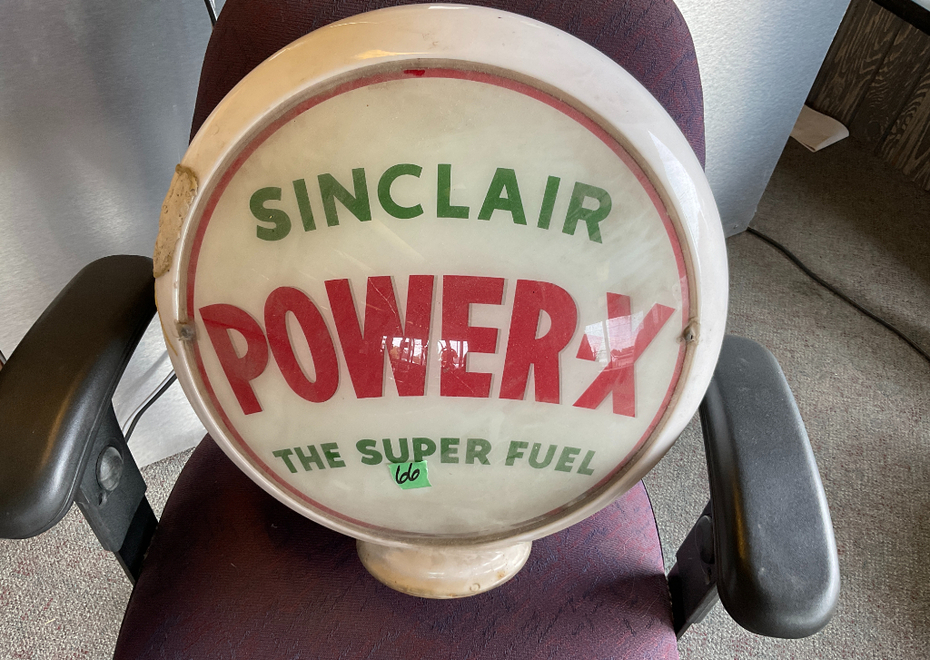 SINCLAIR
POWER-X
THE SUPER FUEL
66